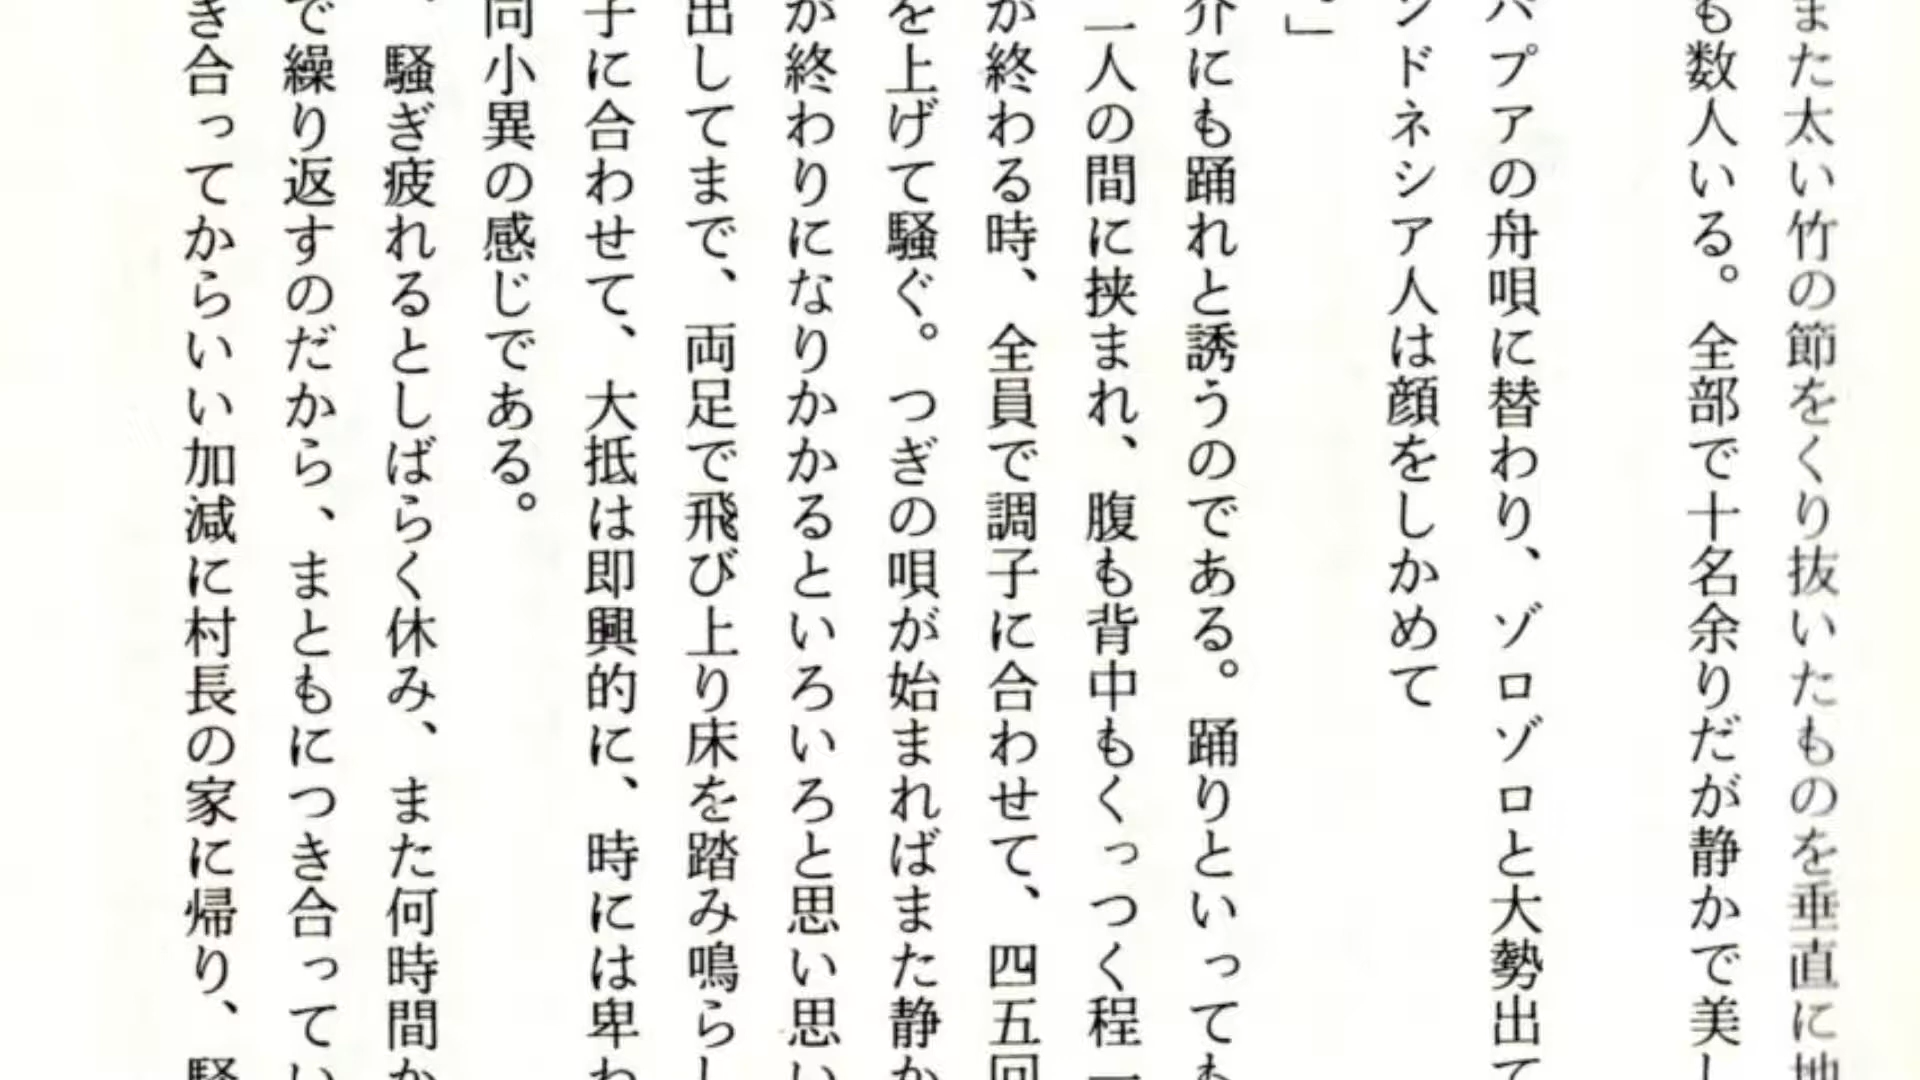 また太い竹の節をくり抜いたものを垂直に地
も数人いる。全部で十名余りだが静かで美し
パプアの舟唄に替わり、ゾロゾロと大勢出て
ンドネシア人は顔をしかめて
。」
介にも踊れと誘うのである。踊りといっても
二人の間に挟まれ、腹も背中もくっつく程一
が終わる時、全員で調子に合わせて、四五回
を上げて騒ぐ。つぎの唄が始まればまた静か
が終わりになりかかるといろいろと思い思い
出してまで、両足で飛び上り床を踏み鳴らし
子に合わせて、大抵は即興的に、時には卑わ
同小異の感じである。
、騒ぎ疲れるとしばらく休み、また何時間か
で繰り返すのだから、まともにつき合ってい
き合ってからいい加減に村長の家に帰り、騒